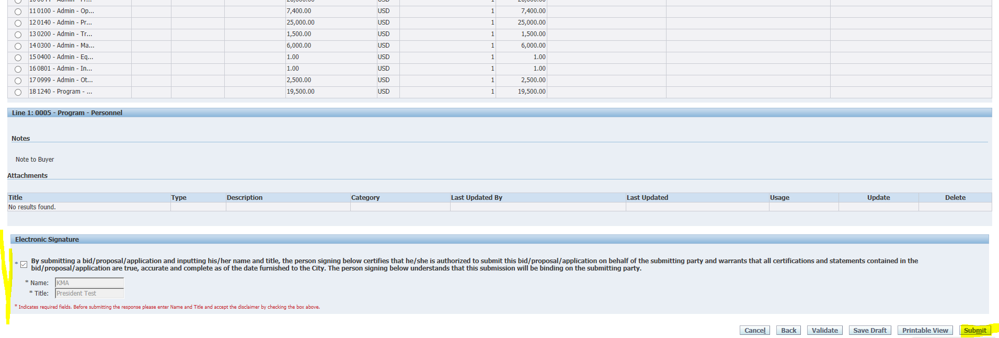 11 0100 - Admin - Op... 7,400.00 USD 1 7,400.00
12 0140 - Admin - Pr... 25,000.00 USD 1 25,000.00
13 0200 - Admin - Tr... 1,500.00 USD 1 1,500.00
14 0300 - Admin - Ma... 6,000.00 USD 1 6,000.00
15 0400 - Admin - Eq... 1.00 USD 1 1.00
16 0801 - Admin - In... 1.00 USD 1 1.00
17 0999 - Admin - Ot... 2,500.00 USD 1 2,500.00
18 1240 - Program - ... 19,500.00 USD 1 19,500.00
Line 1: 0005 - Program - Personnel
Notes
Note to Buyer
Attachments
Title Type Description Category Last Updated By Last Updated Usage Update Delete
No results found.
Electronic Signature
* By submitting a bid/proposal/application and inputting his/her name and title, the person signing below certifies that he/she is authorized to submit this bid/proposal/application on behalf of the submitting party and warrants that all certifications and statements contained in the
bid/proposal/application are true, accurate and complete as of the date furnished to the City. The person signing below understands that this submission will be binding on the submitting party.
* Name: KMA
* Title: President Test
* Indicates required fields. Before submitting the response please enter Name and Title and accept the disclaimer by checking the box above.
Cancel Back Validate Save Draft Printable View Submit